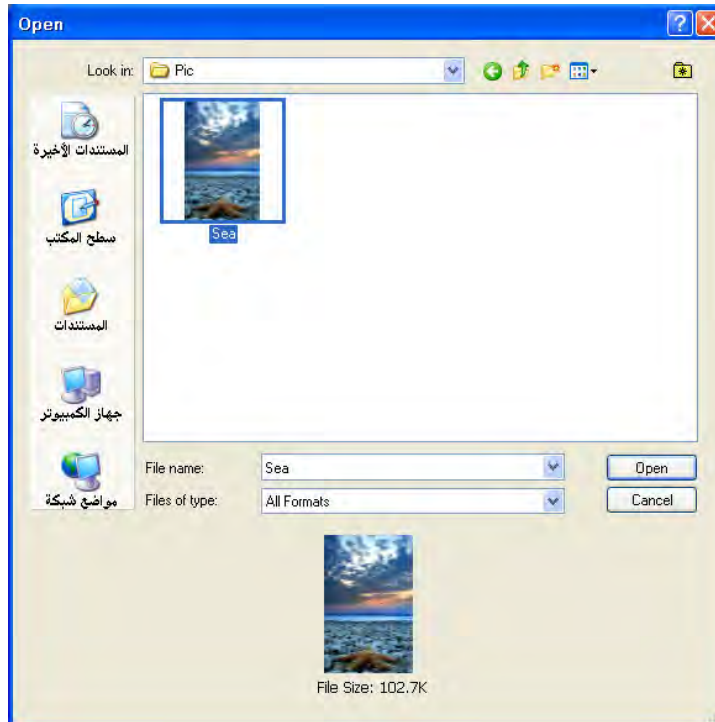 Open
Look in: Pic
المستندات الأخيرة
سطح المكتب
المستندات
جهاز الكمبيوتر
مواضع شبكة
Sea
File name: Sea Open
Files of type: All Formats Cancel
File Size: 102.7K